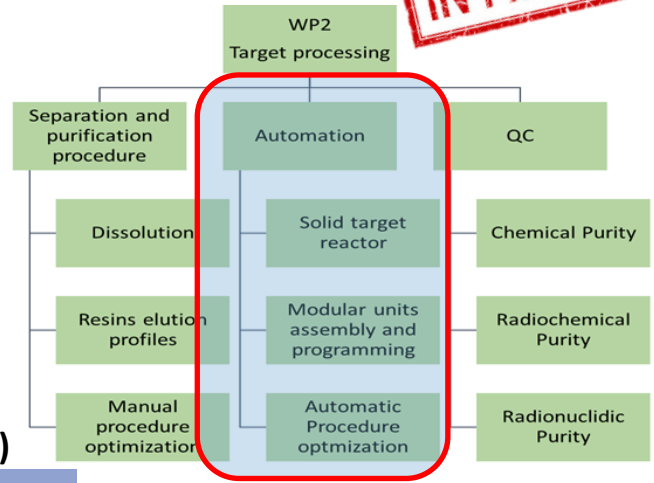 WP2
Target processing
Separation and
purification
procedure
Automation
QC
Dissolution
Solid target
reactor
Chemical Purity
Resins elution
profiles
Modular units
assembly and
programming
Radiochemical
Purity
Manual
procedure
optimization
Automatic
Procedure
optmization
Radionuclidic
Purity
)